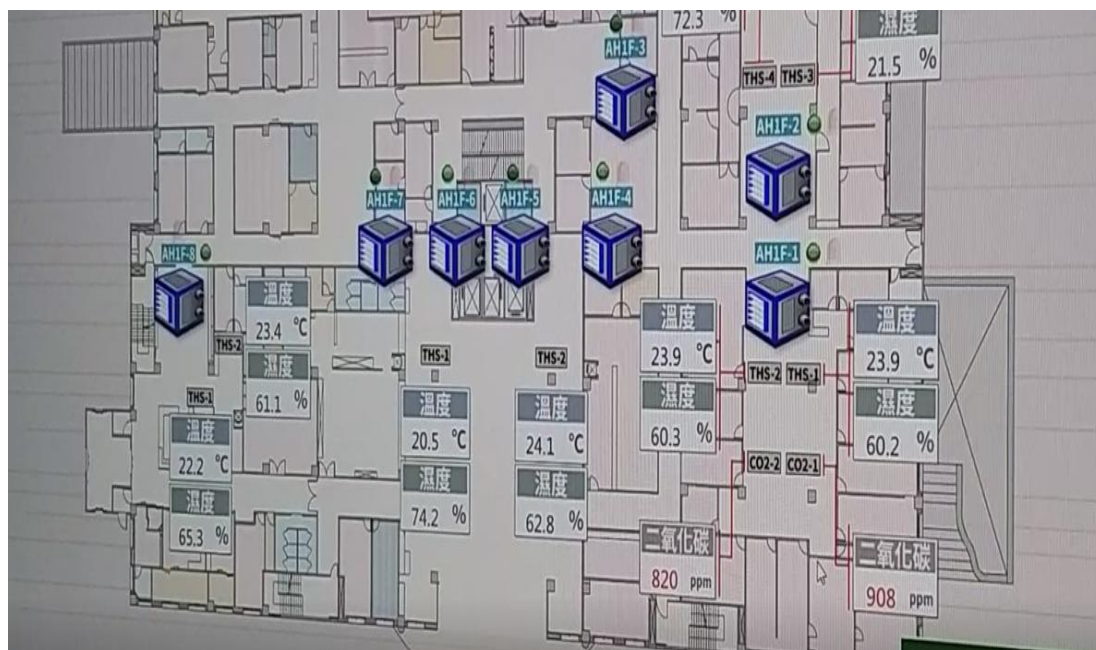 AH1F-3
72.3 %
濕度
21.5 %
THS-4 THS-3
AH1F-2
AH1F-7
AH1F-6
AH1F-5
AH1F-4
AH1F-8
AH1F-1
溫度
23.4 °C
濕度
61.1 %
THS-2
THS-1
溫度
22.2 °C
濕度
65.3 %
THS-1
溫度
20.5 °C
濕度
74.2 %
THS-2
溫度
24.1 °C
濕度
62.8 %
溫度
23.9 °C
濕度
60.3 %
THS-2 THS-1
溫度
23.9 °C
濕度
60.2 %
CO2-2 CO2-1
二氧化碳
820 ppm
二氧化碳
908 ppm